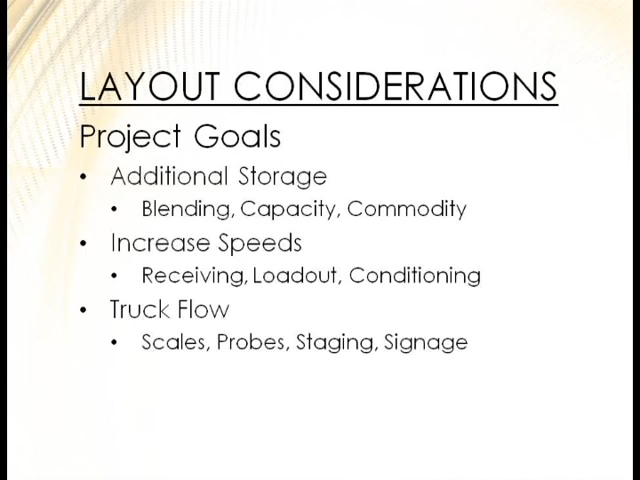 LAYOUT CONSIDERATIONS
Project Goals
• Additional Storage
• Blending, Capacity, Commodity
• Increase Speeds
• Receiving, Loadout, Conditioning
• Truck Flow
• Scales, Probes, Staging, Signage